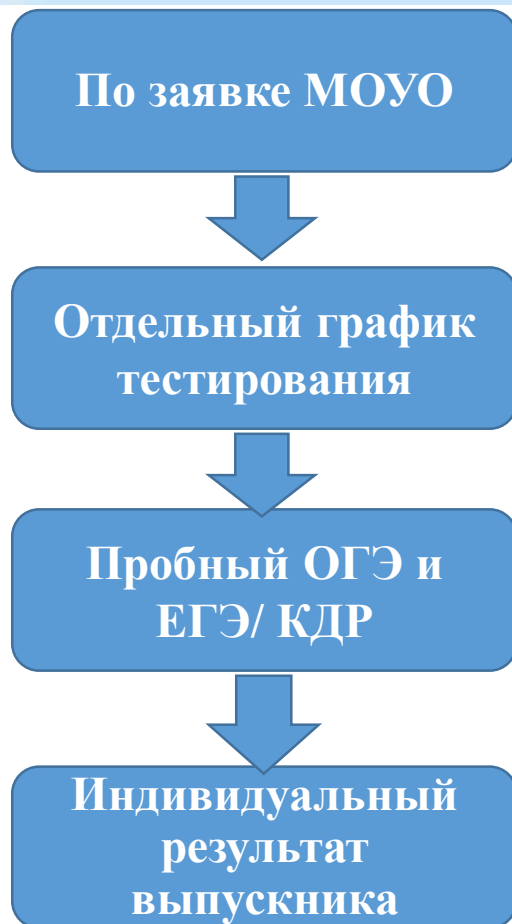 По заявке МОУО
Отдельный график
тестирования
Пробный ОГЭ и
ЕГЭ/ КДР
Индивидуальный
результат
выпускника